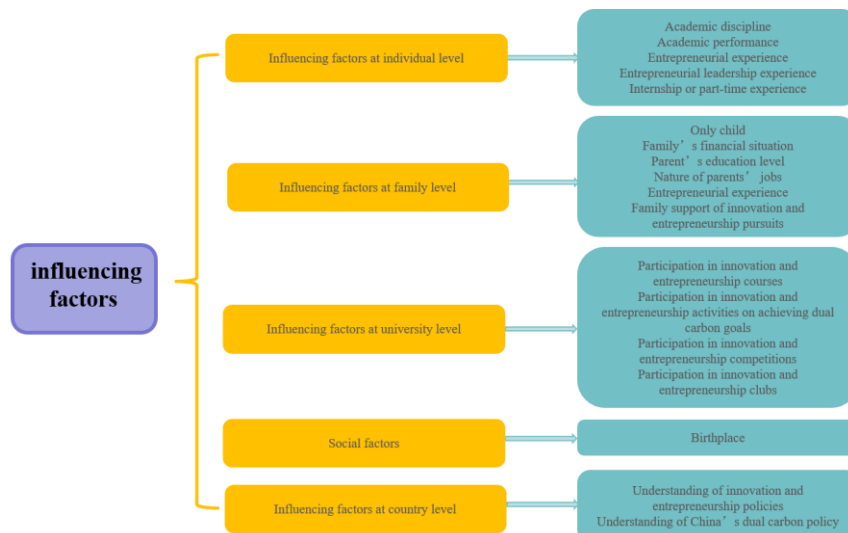 influencing
factors
Influencing factors at individual level
Academic discipline
Academic performance
Entrepreneurial experience
Entrepreneurial leadership experience
Internship or part-time experience
Influencing factors at family level
Only child
Family’s financial situation
Parent’s education level
Nature of parents’ jobs
Entrepreneurial experience
Family support of innovation and
entrepreneurship pursuits
Influencing factors at university level
Participation in innovation and
entrepreneurship courses
Participation in innovation and
entrepreneurship activities on achieving dual
carbon goals
Participation in innovation and
entrepreneurship competitions
Participation in innovation and
entrepreneurship clubs
Social factors
Birthplace
Influencing factors at country level
Understanding of innovation and
entrepreneurship policies
Understanding of China’s dual carbon policy